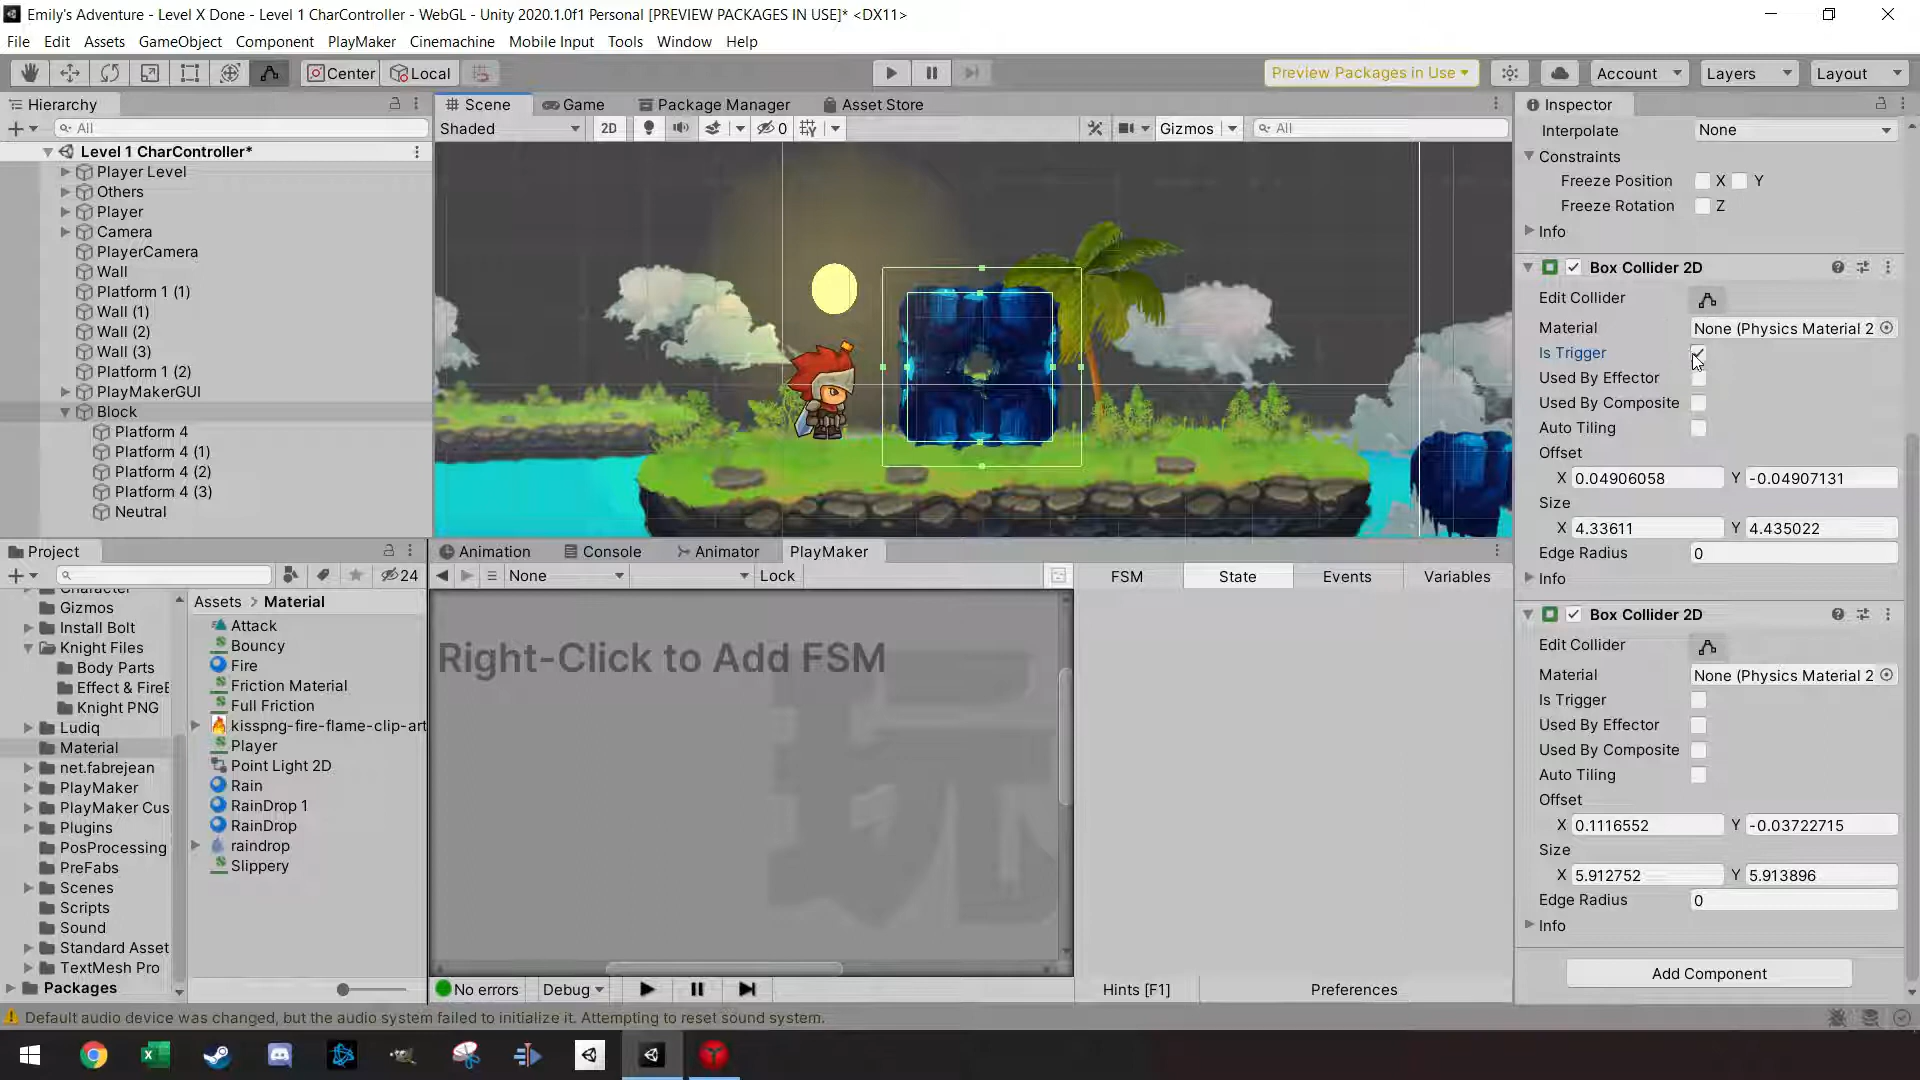 Emily's Adventure - Level X Done - Level 1 CharController - WebGL - Unity 2020.1.0f1 Personal [PREVIEW PACKAGES IN USE]* <DX11>
File Edit Assets GameObject Component PlayMaker Cinemachine Mobile Input Tools Window Help
Center Local Preview Packages in Use Account Layers Layout
Hierarchy
All
Level 1 CharController*
Player Level
Others
Player
Camera
PlayerCamera
Wall
Platform 1 (1)
Wall (1)
Wall (2)
Wall (3)
Platform 1 (2)
PlayMakerGUI
Block
Platform 4
Platform 4 (1)
Platform 4 (2)
Platform 4 (3)
Neutral
Scene Game Package Manager Asset Store
Shaded 2D 0 Gizmos All
Inspector
Interpolate None
Constraints
Freeze Position X Y
Freeze Rotation Z
Info
Box Collider 2D
Edit Collider
Material None (Physics Material 2
Is Trigger
Used By Effector
Used By Composite
Auto Tiling
Offset
X 0.04906058 Y -0.04907131
Size
X 4.33611 Y 4.435022
Edge Radius 0
Info
Box Collider 2D
Edit Collider
Material None (Physics Material 2
Is Trigger
Used By Effector
Used By Composite
Auto Tiling
Offset
X 0.1116552 Y -0.03722715
Size
X 5.912752 Y 5.913896
Edge Radius 0
Info
Add Component
Project
24
Gizmos
Install Bolt
Knight Files
Body Parts
Effect & FireE
Knight PNG
Ludiq
Material
net.fabrejean
PlayMaker
PlayMaker Cus
Plugins
PosProcessing
PreFabs
Scenes
Scripts
Sound
Standard Asset
TextMesh Pro
Packages
Assets > Material
Attack
Bouncy
Fire
Friction Material
Full Friction
kisspng-fire-flame-clip-art
Player
Point Light 2D
Rain
RainDrop 1
RainDrop
raindrop
Slippery
Animation Console Animator PlayMaker
None Lock
FSM State Events Variables
Right-Click to Add FSM
玩
No errors Debug
Hints [F1] Preferences
Default audio device was changed, but the audio system failed to initialize it. Attempting to reset sound system.